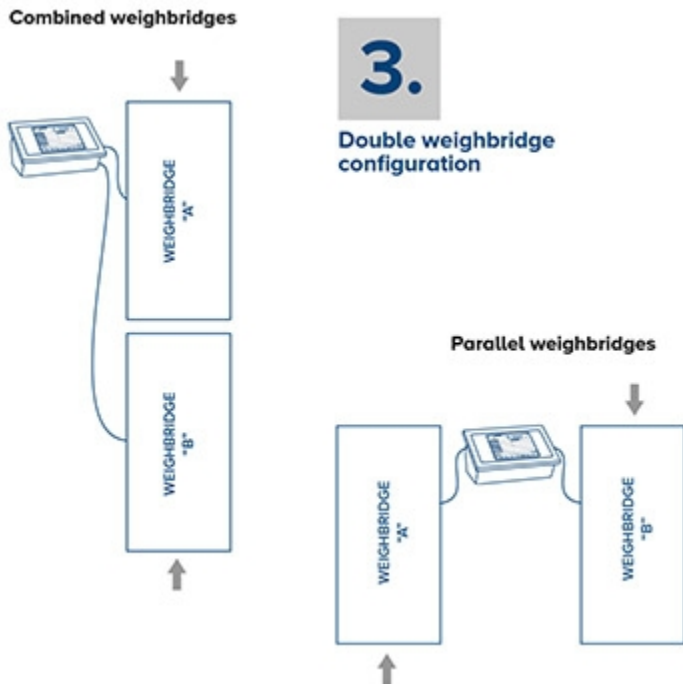 Combined weighbridges
3.
Double weighbridge
configuration
WEIGHBRIDGE
"A"
WEIGHBRIDGE
"B"
Parallel weighbridges
WEIGHBRIDGE
"A"
WEIGHBRIDGE
"B"